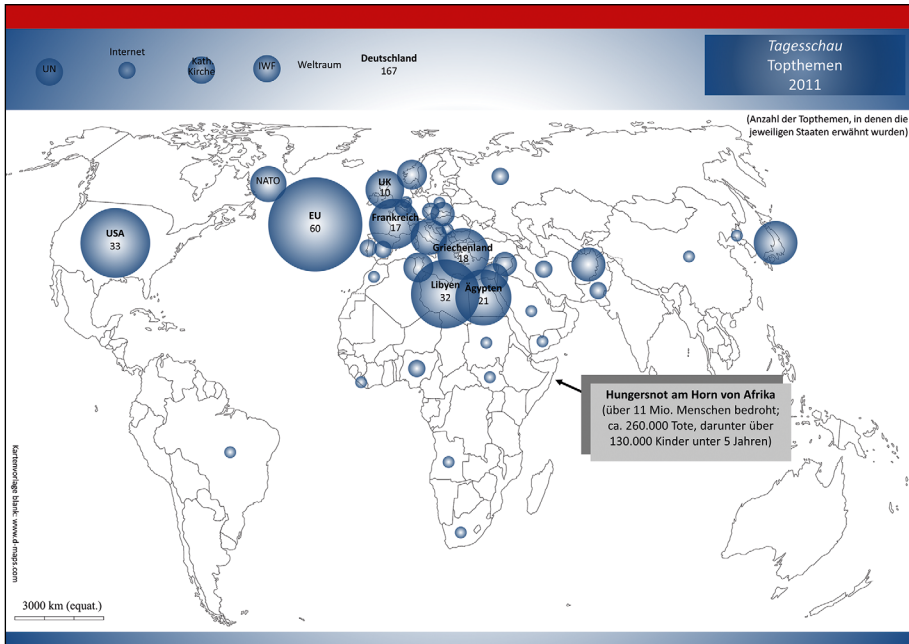 UN
Internet
Kath.
Kirche
IWF
Weltraum
Deutschland
167
Tagesschau
Topthemen
2011
(Anzahl der Topthemen, in denen die
jeweiligen Staaten erwähnt wurden)
NATO
UK
10
EU
60
Frankreich
17
USA
33
Griechenland
18
Libyen
32
Ägypten
21
Hungersnot am Horn von Afrika
(über 11 Mio. Menschen bedroht;
ca. 260.000 Tote, darunter über
130.000 Kinder unter 5 Jahren)
Kartenvorlage blank: www.d-maps.com
3000 km (equat.)